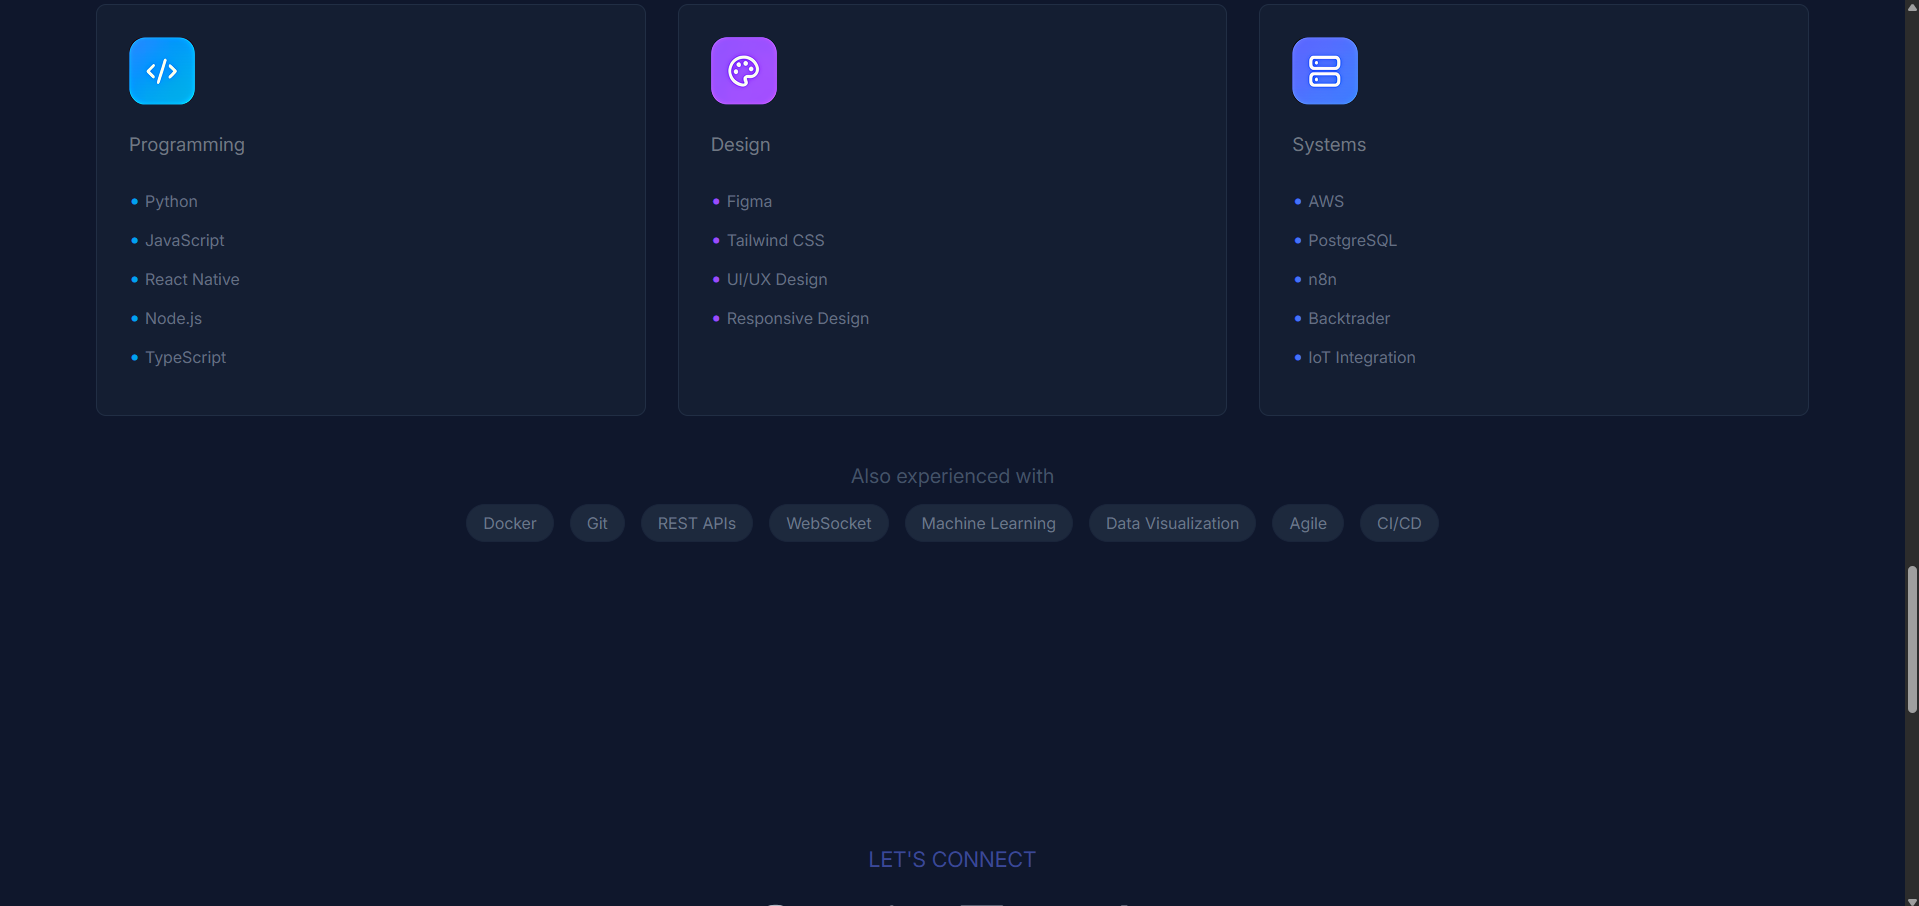 Programming
Python
JavaScript
React Native
Node.js
TypeScript
Design
Figma
Tailwind CSS
UI/UX Design
Responsive Design
Systems
AWS
PostgreSQL
n8n
Backtrader
IoT Integration
Also experienced with
Docker Git REST APIs WebSocket Machine Learning Data Visualization Agile CI/CD
LET'S CONNECT